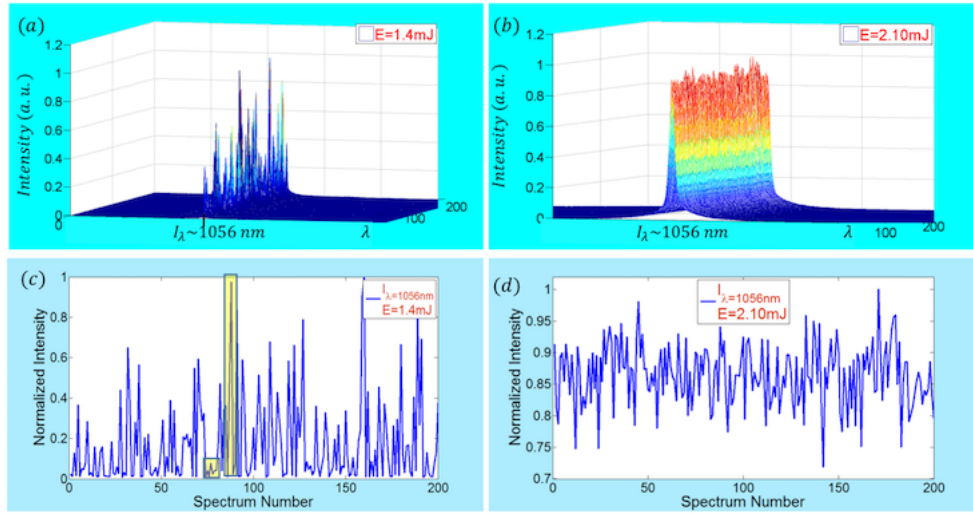 (a)
E=1.4mJ
1.2
1
0.8
0.6
0.4
0.2
0
0
Intensity (a. u.)
I_λ~1056 nm
λ
100
200
(b)
E=2.10mJ
1.2
1
0.8
0.6
0.4
0.2
0
Intensity (a. u.)
I_λ~1056 nm
λ
100
200
(c)
I_λ=1056nm
E=1.4mJ
1
0.8
0.6
0.4
0.2
0
Normalized Intensity
0 50 100 150 200
Spectrum Number
(d)
I_λ=1056nm
E=2.10mJ
1
0.95
0.9
0.85
0.8
0.75
0.7
Normalized Intensity
0 50 100 150 200
Spectrum Number